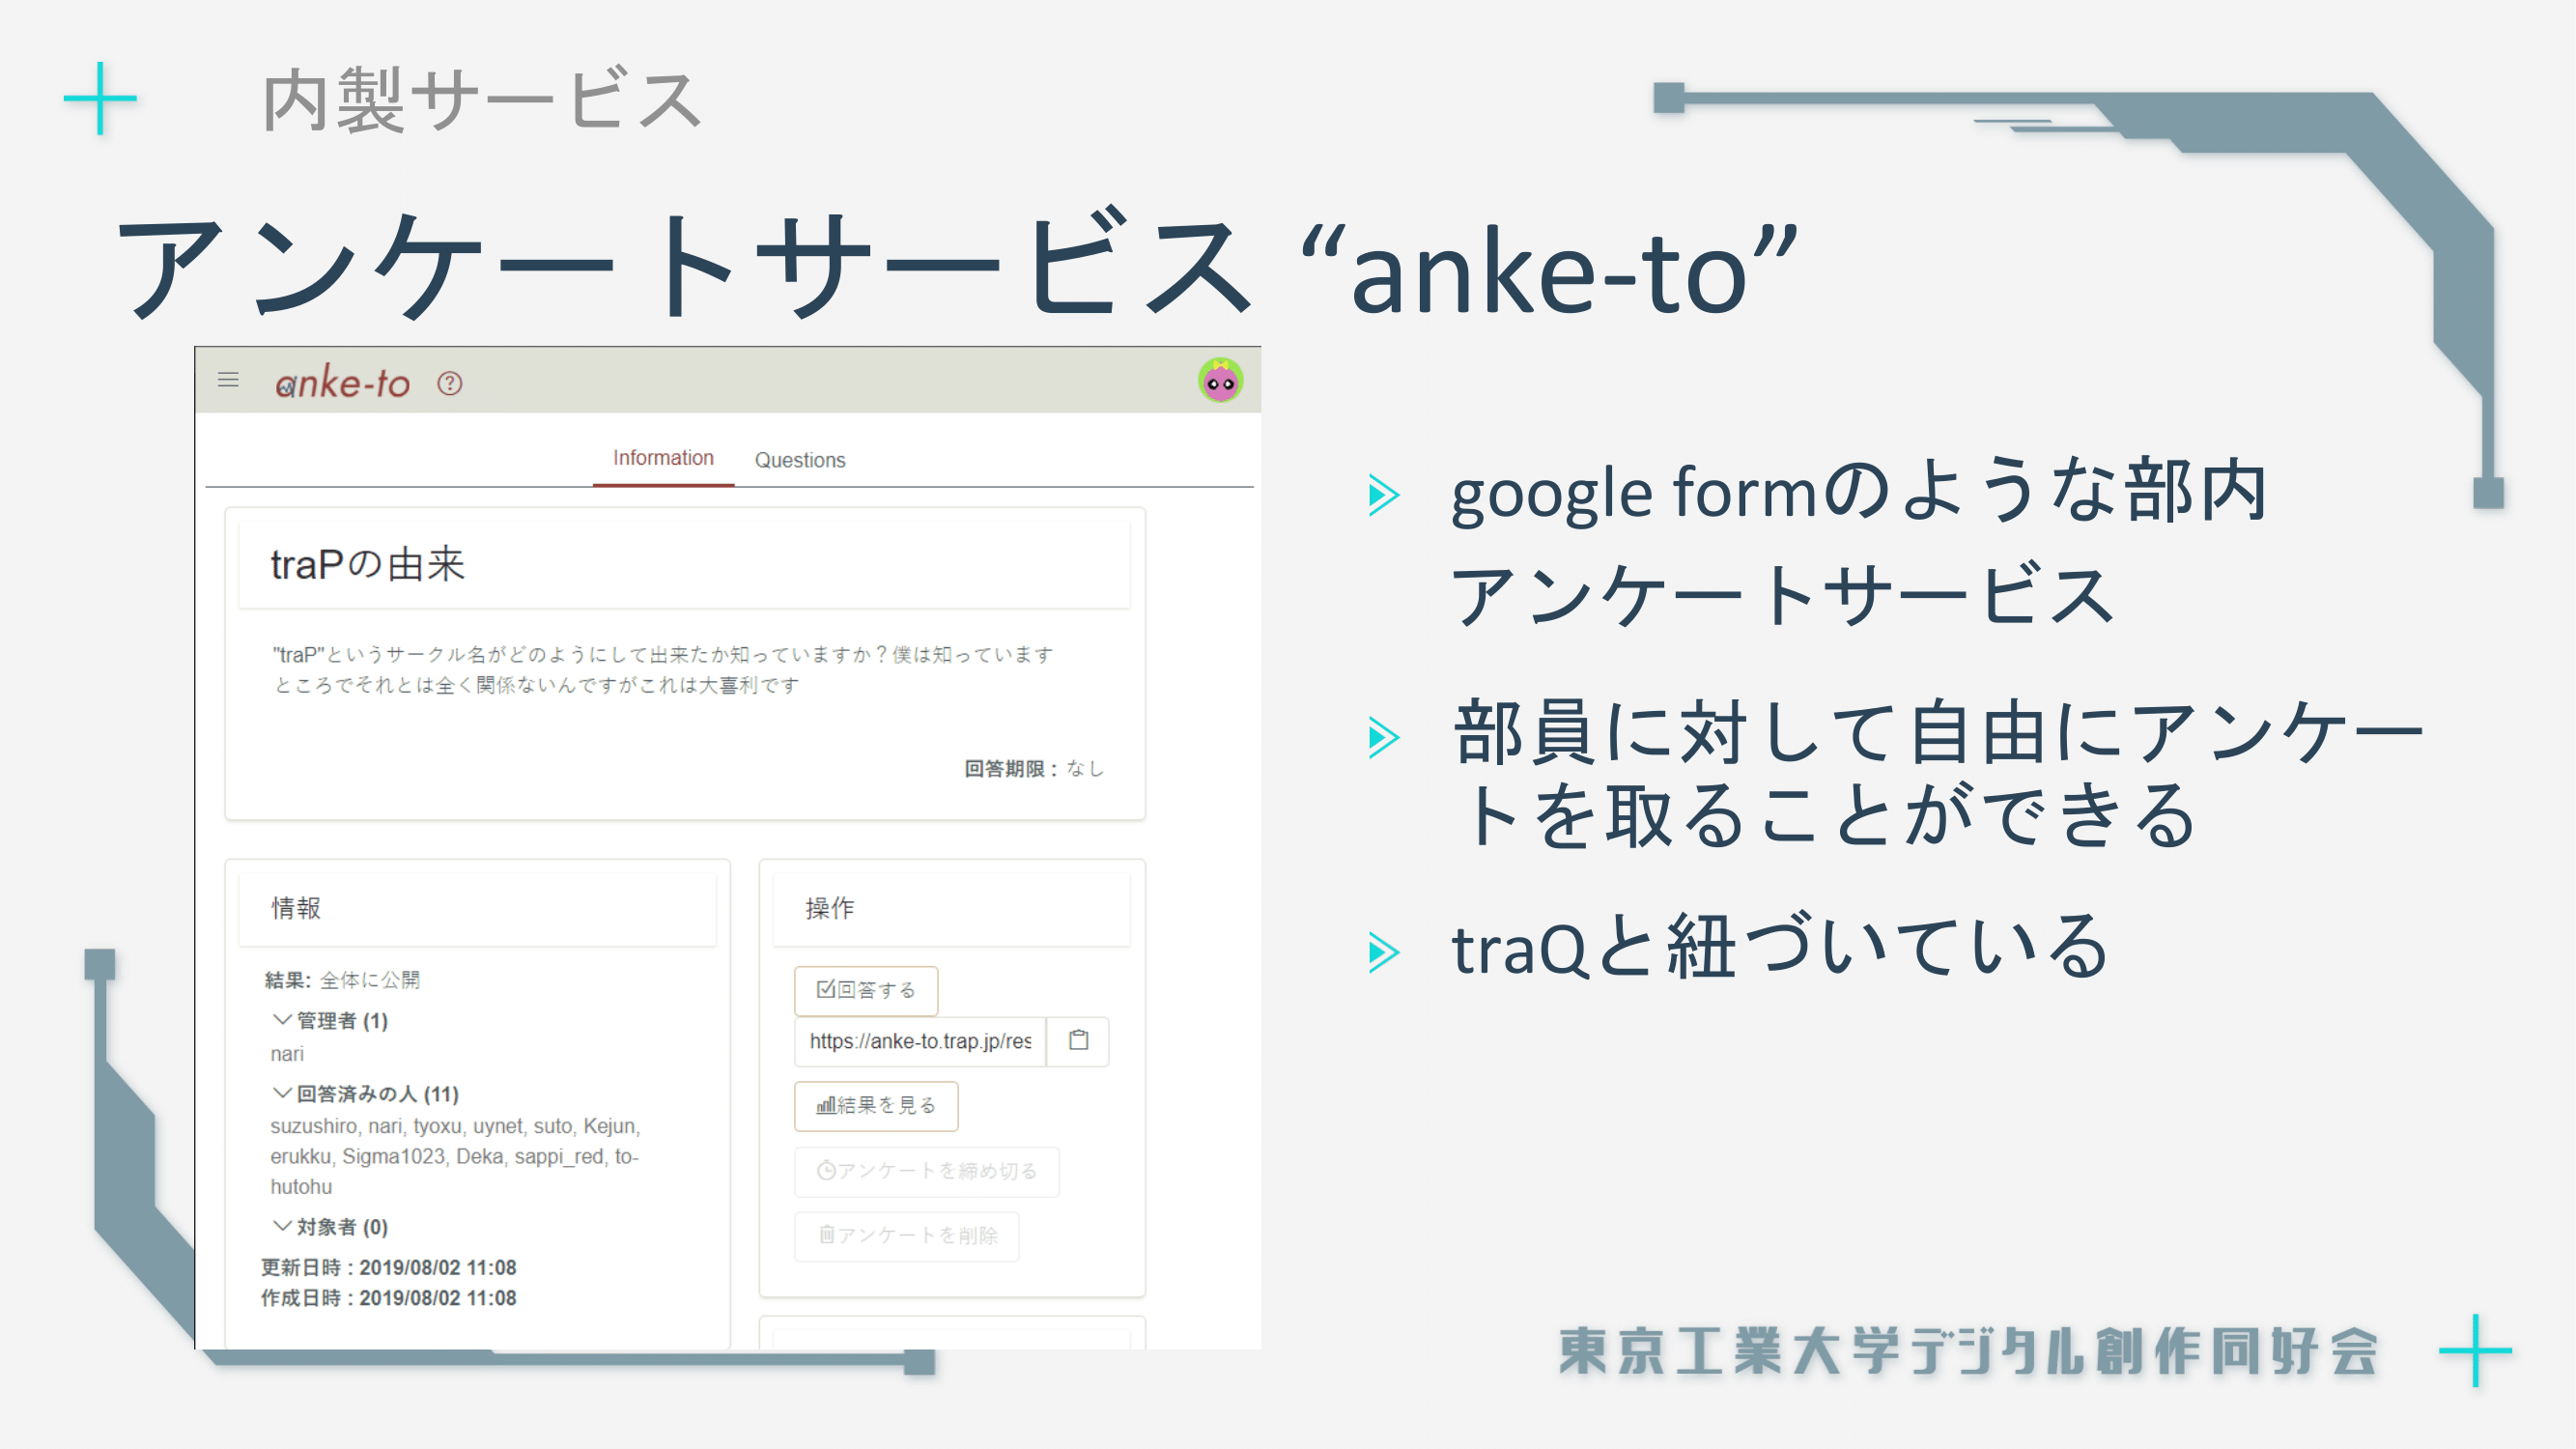 内製サービス
アンケートサービス “anke-to”
anke-to ?
Information Questions
traPの由来
"traP"というサークル名がどのようにして出来たか知っていますか？僕は知っています
ところでそれとは全く関係ないんですがこれは大喜利です
回答期限 : なし
情報
結果: 全体に公開
管理者 (1)
nari
回答済みの人 (11)
suzushiro, nari, tyoxu, uynet, suto, Kejun,
erukku, Sigma1023, Deka, sappi_red, to-
hutohu
対象者 (0)
更新日時 : 2019/08/02 11:08
作成日時 : 2019/08/02 11:08
操作
回答する
https://anke-to.trap.jp/res
結果を見る
アンケートを締め切る
アンケートを削除
google formのような部内
アンケートサービス
部員に対して自由にアンケー
トを取ることができる
traQと紐づいている
東京工業大学デジタル創作同好会